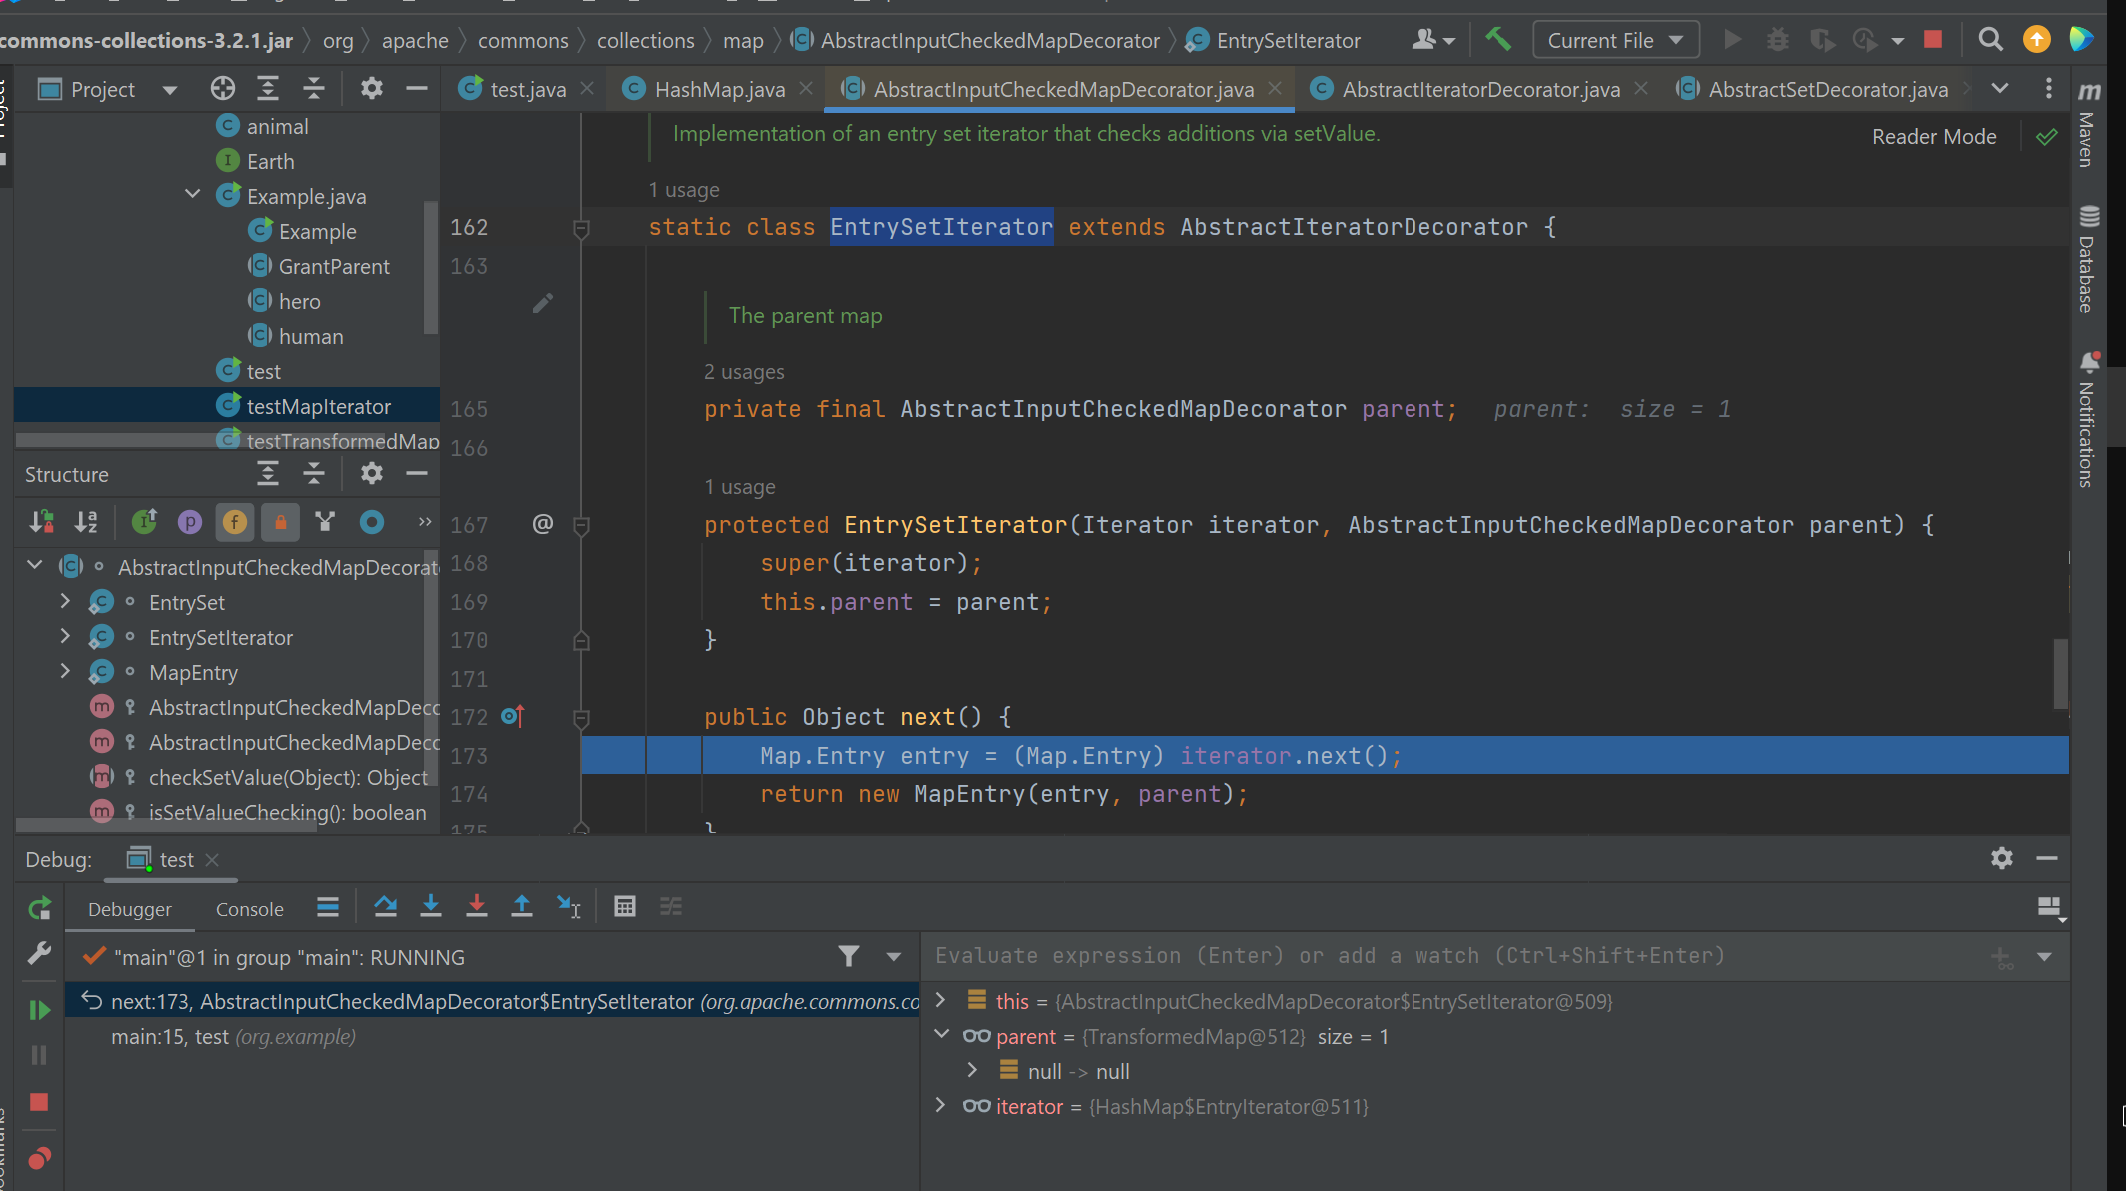 commons-collections-3.2.1.jar org apache commons collections map AbstractInputCheckedMapDecorator EntrySetIterator Current File
Project
test.java HashMap.java AbstractInputCheckedMapDecorator.java AbstractIteratorDecorator.java AbstractSetDecorator.java
animal
Earth
Example.java
Example
GrantParent
hero
human
test
testMapIterator
testTransformedMap
Structure
AbstractInputCheckedMapDecorat
EntrySet
EntrySetIterator
MapEntry
AbstractInputCheckedMapDec
AbstractInputCheckedMapDec
checkSetValue(Object): Object
isSetValueChecking(): boolean
Implementation of an entry set iterator that checks additions via setValue.
Reader Mode
1 usage
162 static class EntrySetIterator extends AbstractIteratorDecorator {
163
The parent map
2 usages
165 private final AbstractInputCheckedMapDecorator parent; parent: size = 1
166
1 usage
167 @ protected EntrySetIterator(Iterator iterator, AbstractInputCheckedMapDecorator parent) {
168 super(iterator);
169 this.parent = parent;
170 }
171
172 public Object next() {
173 Map.Entry entry = (Map.Entry) iterator.next();
174 return new MapEntry(entry, parent);
175 }
Maven
Database
Notifications
Debug: test
Debugger Console
"main"@1 in group "main": RUNNING
next:173, AbstractInputCheckedMapDecorator$EntrySetIterator (org.apache.commons.co
main:15, test (org.example)
Evaluate expression (Enter) or add a watch (Ctrl+Shift+Enter)
this = {AbstractInputCheckedMapDecorator$EntrySetIterator@509}
parent = {TransformedMap@512} size = 1
null -> null
iterator = {HashMap$EntryIterator@511}